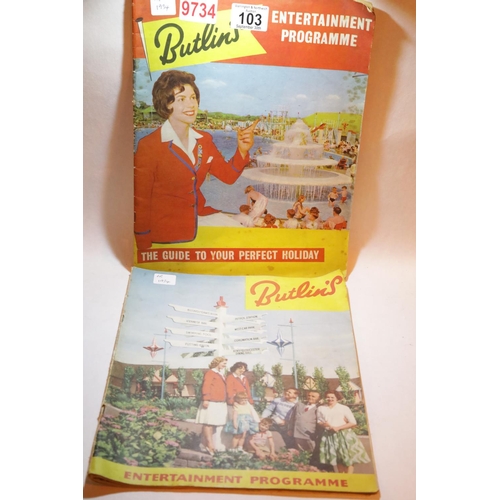 9734
103
ENTERTAINMENT
PROGRAMME
Butlin's
THE GUIDE TO YOUR PERFECT HOLIDAY
Butlin's
ENTERTAINMENT PROGRAMME